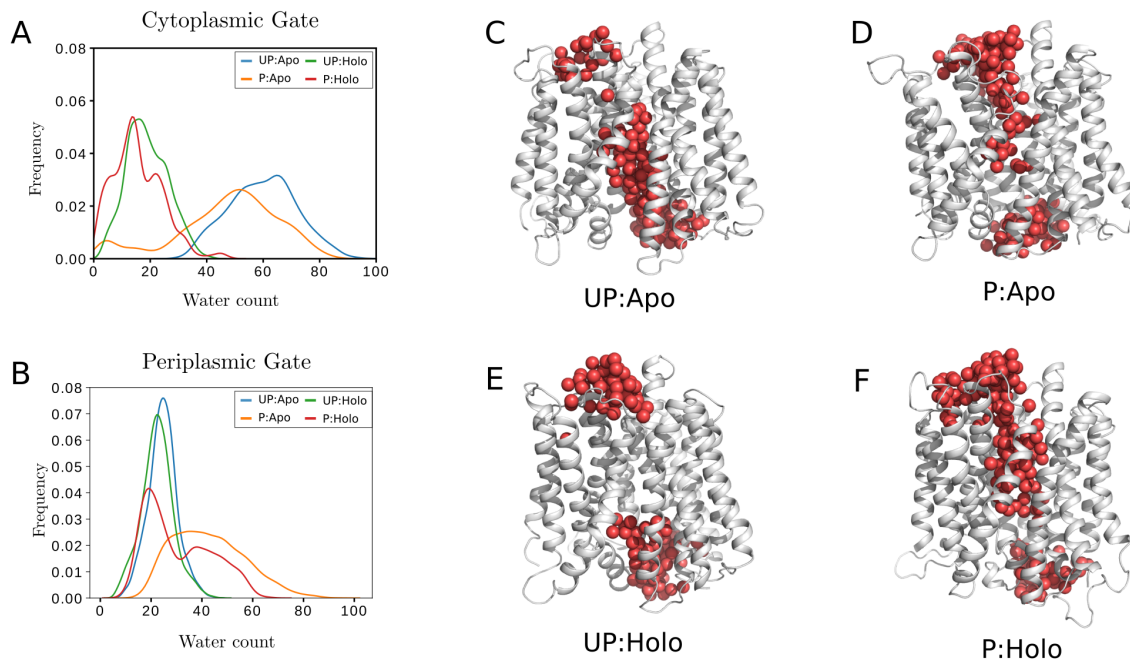 A
Cytoplasmic Gate
0.08
0.06
0.04
0.02
0.00
Frequency
UP:Apo UP:Holo
P:Apo P:Holo
0 20 40 60 80 100
Water count
B
Periplasmic Gate
0.08
0.07
0.06
0.05
0.04
0.03
0.02
0.01
0.00
Frequency
UP:Apo UP:Holo
P:Apo P:Holo
0 20 40 60 80 100
Water count
C
UP:Apo
D
P:Apo
E
UP:Holo
F
P:Holo